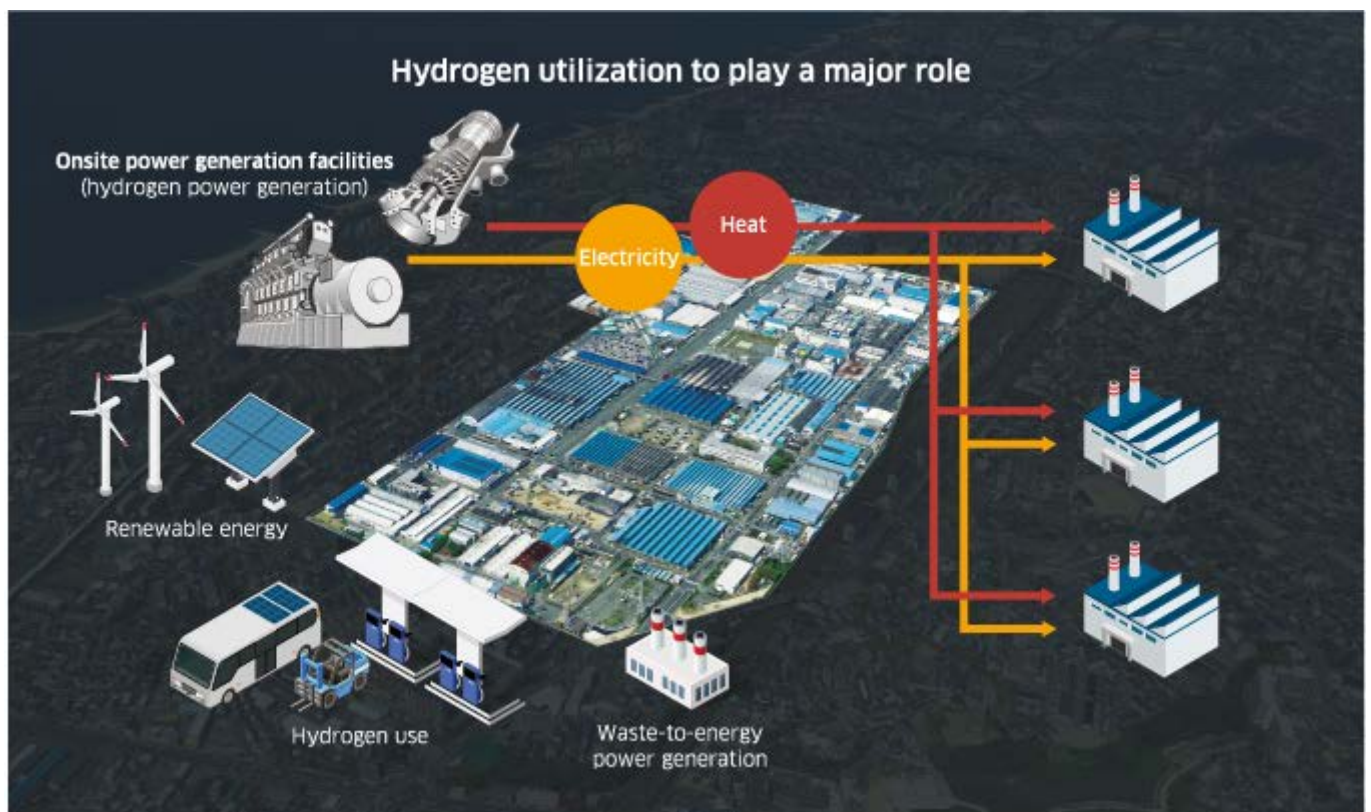 Hydrogen utilization to play a major role
Onsite power generation facilities
(hydrogen power generation)
Heat
Electricity
Renewable energy
Hydrogen use
Waste-to-energy
power generation